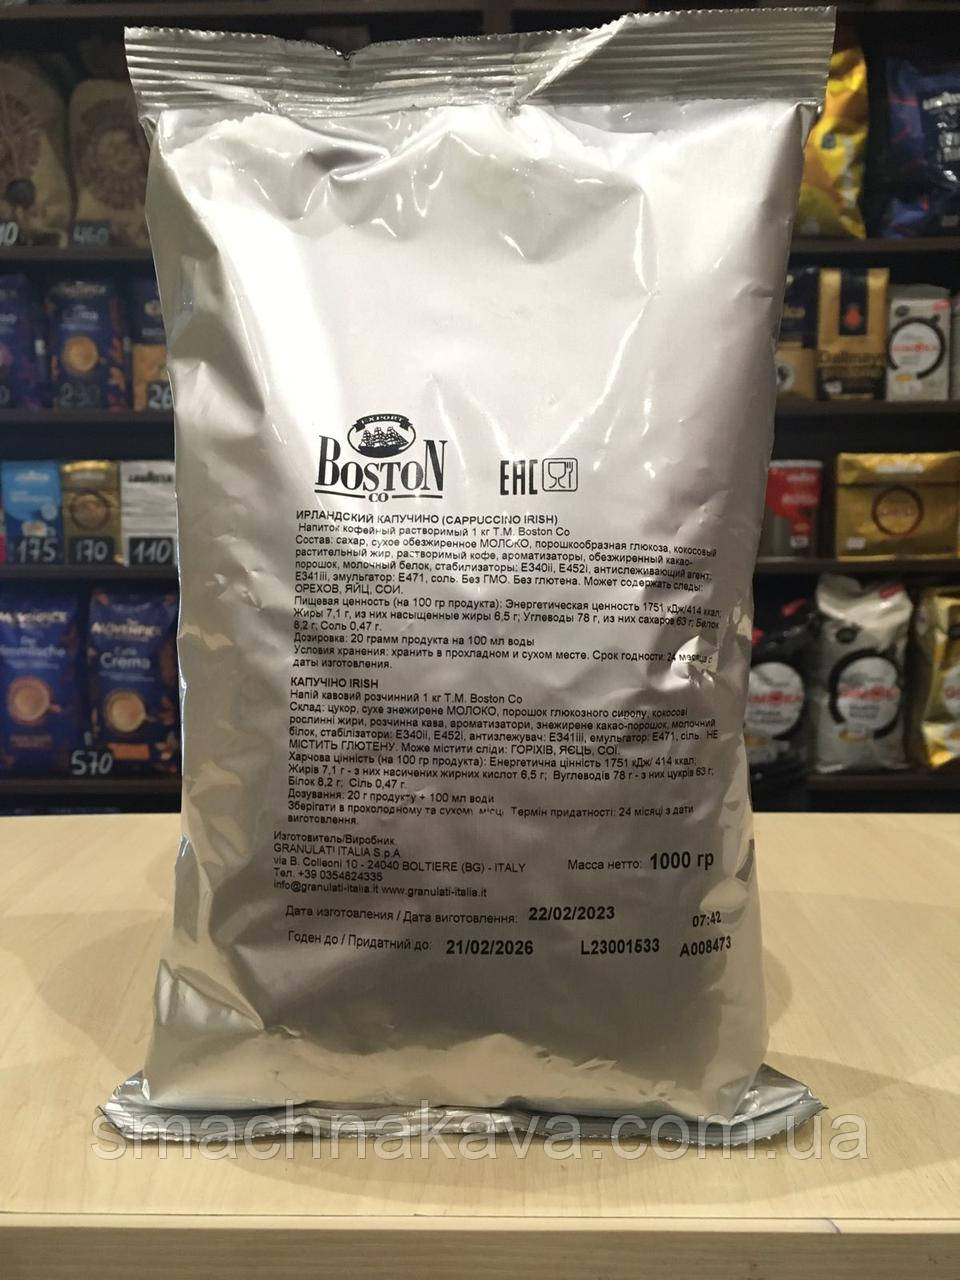 EXPORT
BOSTON
CO
EAC
ИРЛАНДСКИЙ КАПУЧИНО (CAPPUCCINO IRISH)
Напиток кофейный растворимый 1 кг Т.М. Boston Co
Состав: сахар, сухое обезжиренное МОЛОКО, порошкообразная глюкоза, кокосовый
растительный жир, растворимый кофе, ароматизаторы, обезжиренный какао-
порошок, молочный белок, стабилизаторы: E340ii, E452i, антислеживающий агент:
E341iii, эмульгатор: E471, соль. Без ГМО. Без глютена. Может содержать следы:
ОРЕХОВ, ЯИЦ, СОИ.
Пищевая ценность (на 100 гр продукта): Энергетическая ценность 1751 кДж/414 ккал;
Жиры 7,1 г, из них насыщенные жиры 6,5 г; Углеводы 78 г, из них сахаров 63 г; Белок
8,2 г; Соль 0,47 г.
Дозировка: 20 грамм продукта на 100 мл воды
Условия хранения: хранить в прохладном и сухом месте. Срок годности: 24 месяца с
даты изготовления.
КАПУЧІНО IRISH
Напій кавовий розчинний 1 кг Т.М. Boston Co
Склад: цукор, сухе знежирене МОЛОКО, порошок глюкозного сиропу, кокосові
рослинні жири, розчинна кава, ароматизатори, знежирене какао-порошок, молочний
білок, стабілізатори: E340ii, E452i, антизлежувач: E341iii, емульгатор: E471, сіль. НЕ
МІСТИТЬ ГЛЮТЕНУ. Може містити сліди: ГОРІХІВ, ЯЄЦЬ, СОЇ.
Харчова цінність (на 100 гр продукта): Енергетична цінність 1751 кДж/ 414 ккал;
Жирів 7,1 г - з них насичених жирних кислот 6,5 г; Вуглеводів 78 г - з них цукрів 63 г;
Білок 8,2 г; Сіль 0,47 г.
Дозування: 20 г продукту + 100 мл води
Зберігати в прохолодному та сухому місці. Термін придатності: 24 місяці з дати
виготовлення.
Изготовитель/Виробник
GRANULATI ITALIA S.p.A
via B. Colleoni 10 - 24040 BOLTIERE (BG) - ITALY
Тел. +39 0354824335
info@granulati-italia.it www.granulati-italia.it
Масса нетто: 1000 гр
Дата изготовления / Дата виготовлення: 22/02/2023 07:42
Годен до / Придатний до: 21/02/2026 L23001533 A008473
460
230
175
170
110
LAVAZZA
MÖVENPICK
Crema
570
Dallmayr
GIMOKA
smachnakava.com.ua